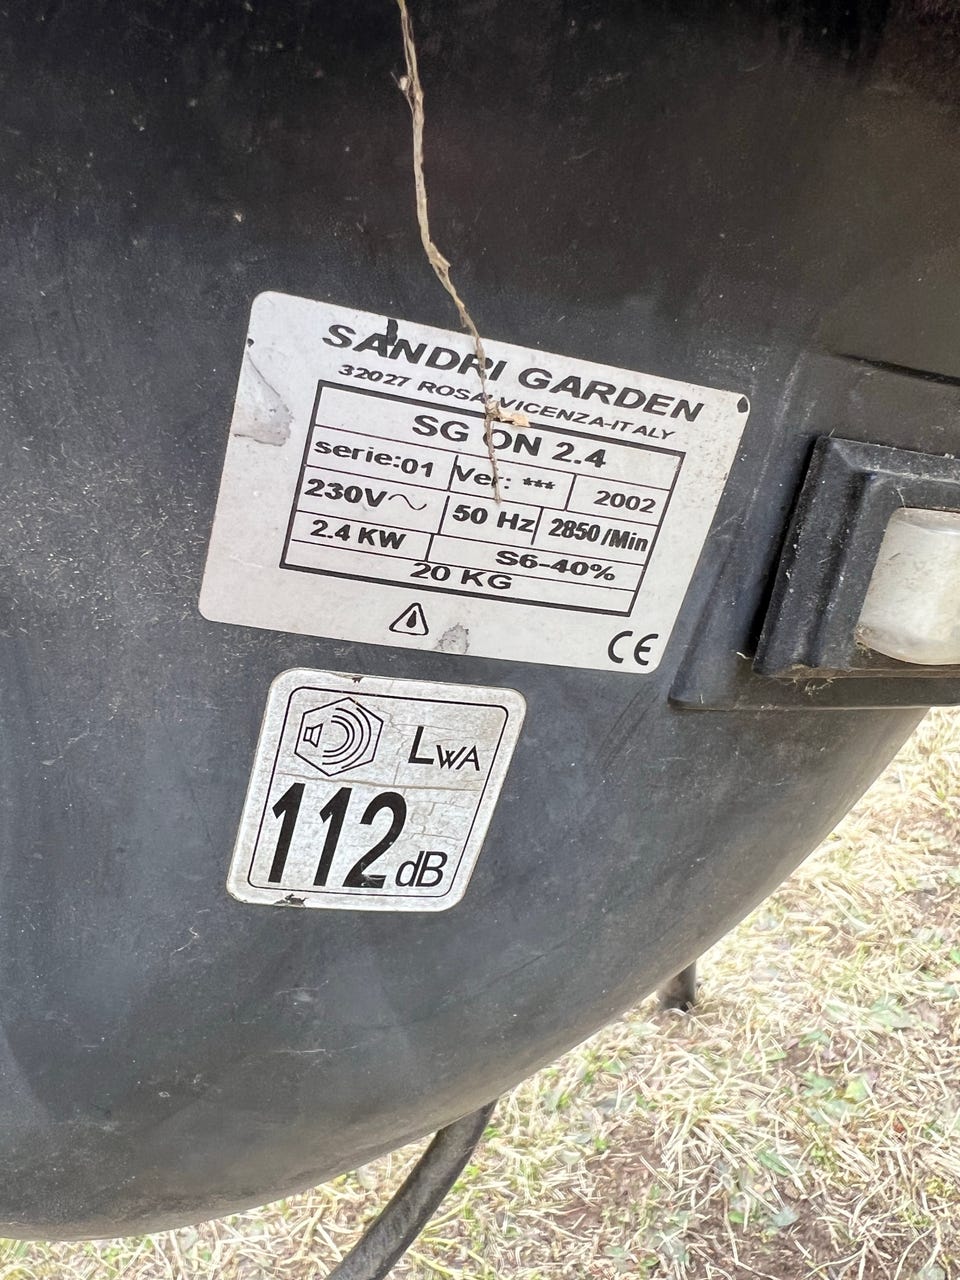 SANDRI GARDEN
32027 ROSA, VICENZA-ITALY
SG ON 2.4
serie:01 Ver: *** 2002
230V~ 50 Hz 2850/Min
2.4 KW S6-40%
20 KG
CE
LWA
112 dB